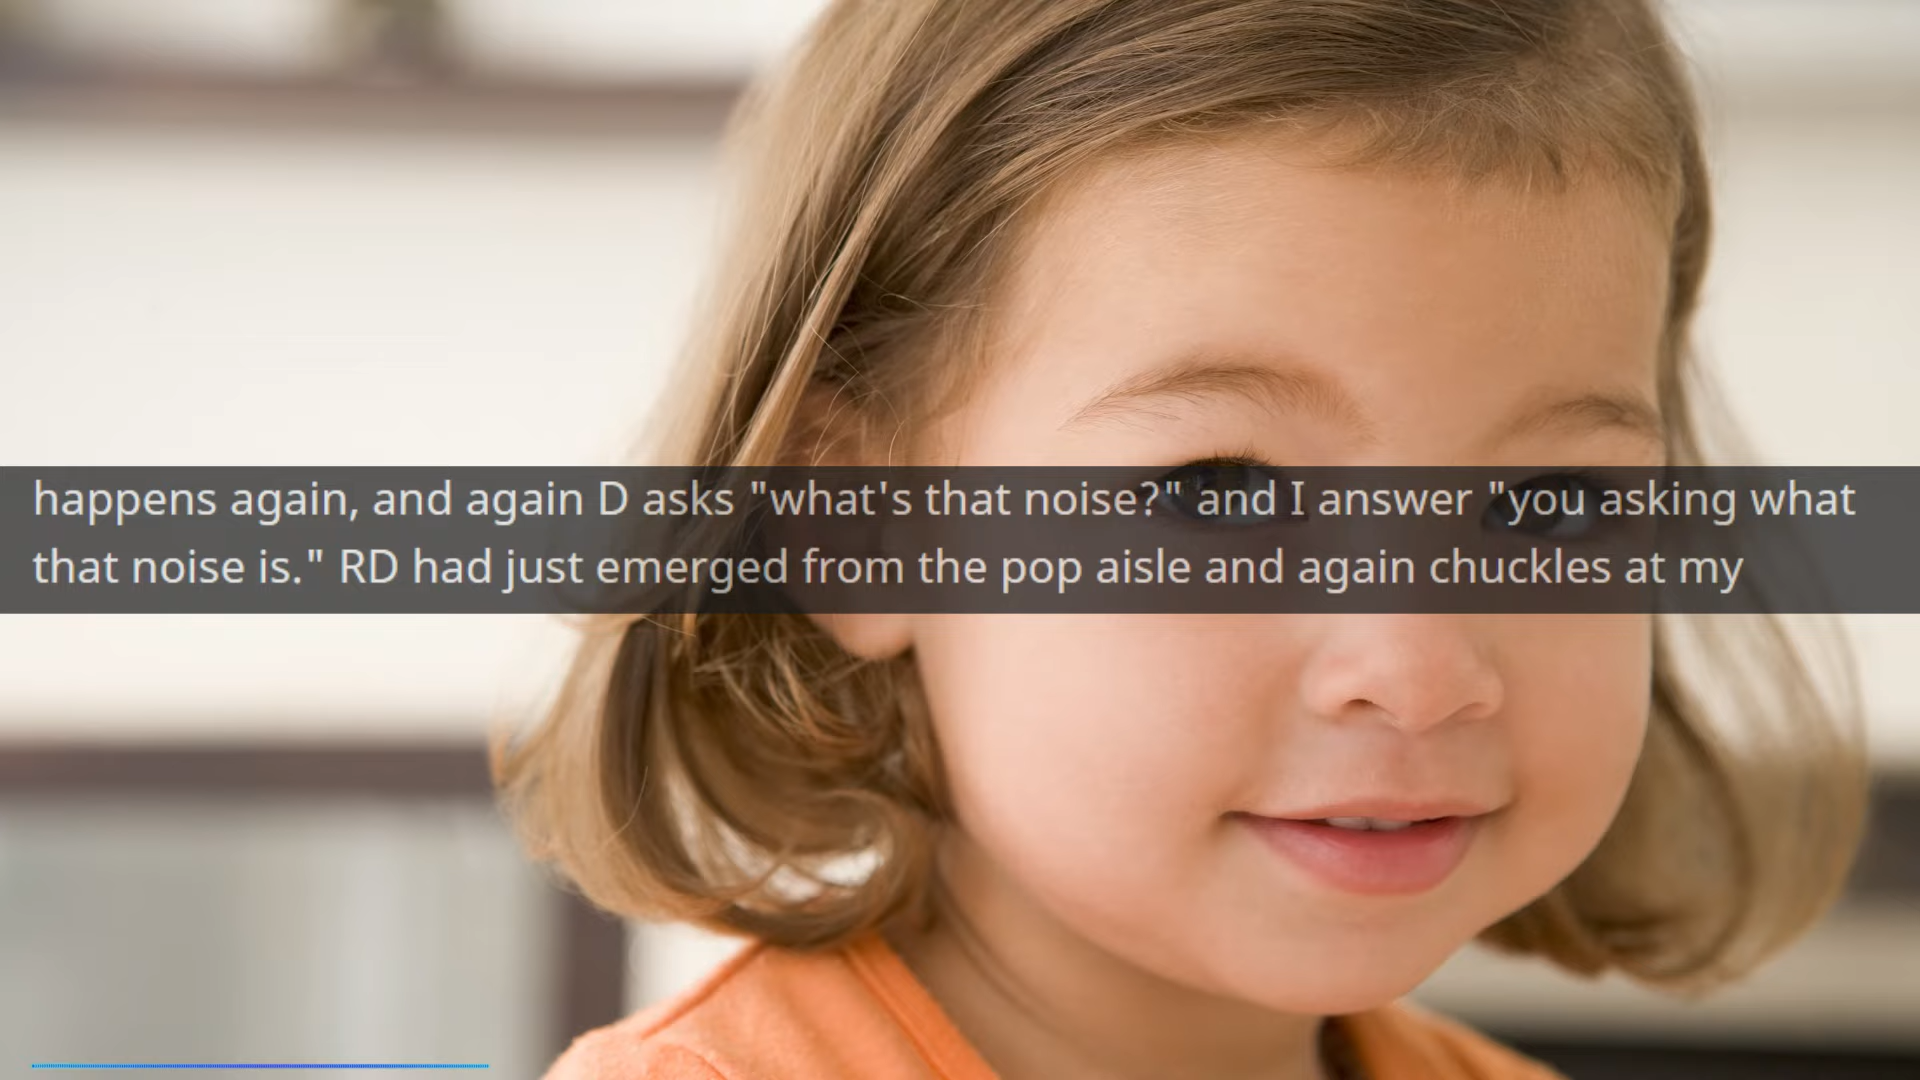 happens again, and again D asks "what's that noise?" and I answer "you asking what
that noise is." RD had just emerged from the pop aisle and again chuckles at my